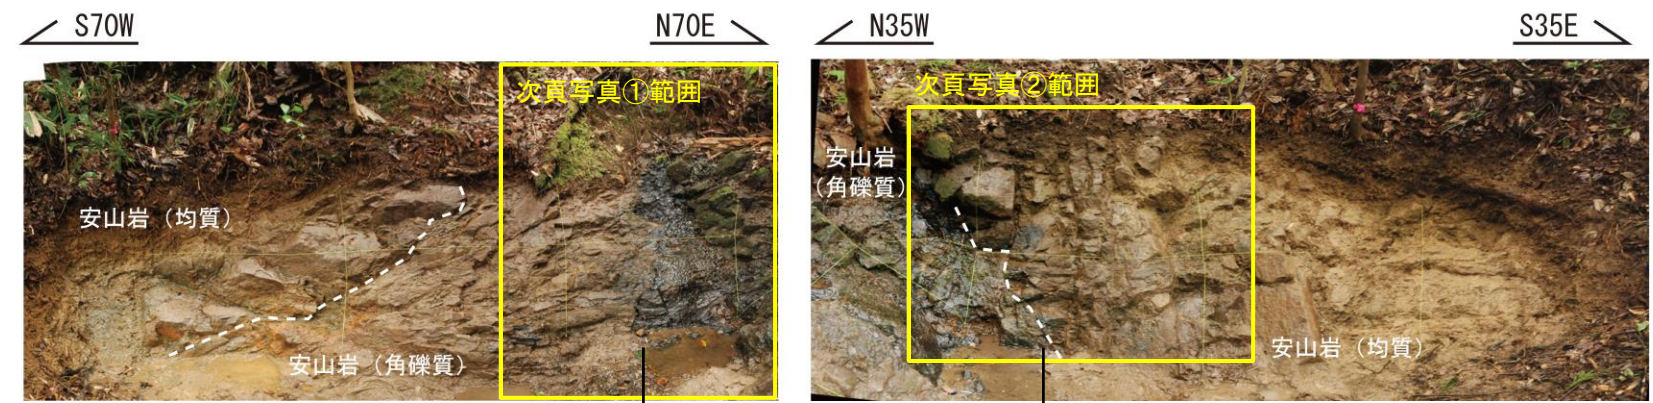 S70W
N70E
次頁写真①範囲
安山岩（均質）
安山岩（角礫質）
N35W
S35E
次頁写真②範囲
安山岩
（角礫質）
安山岩（均質）